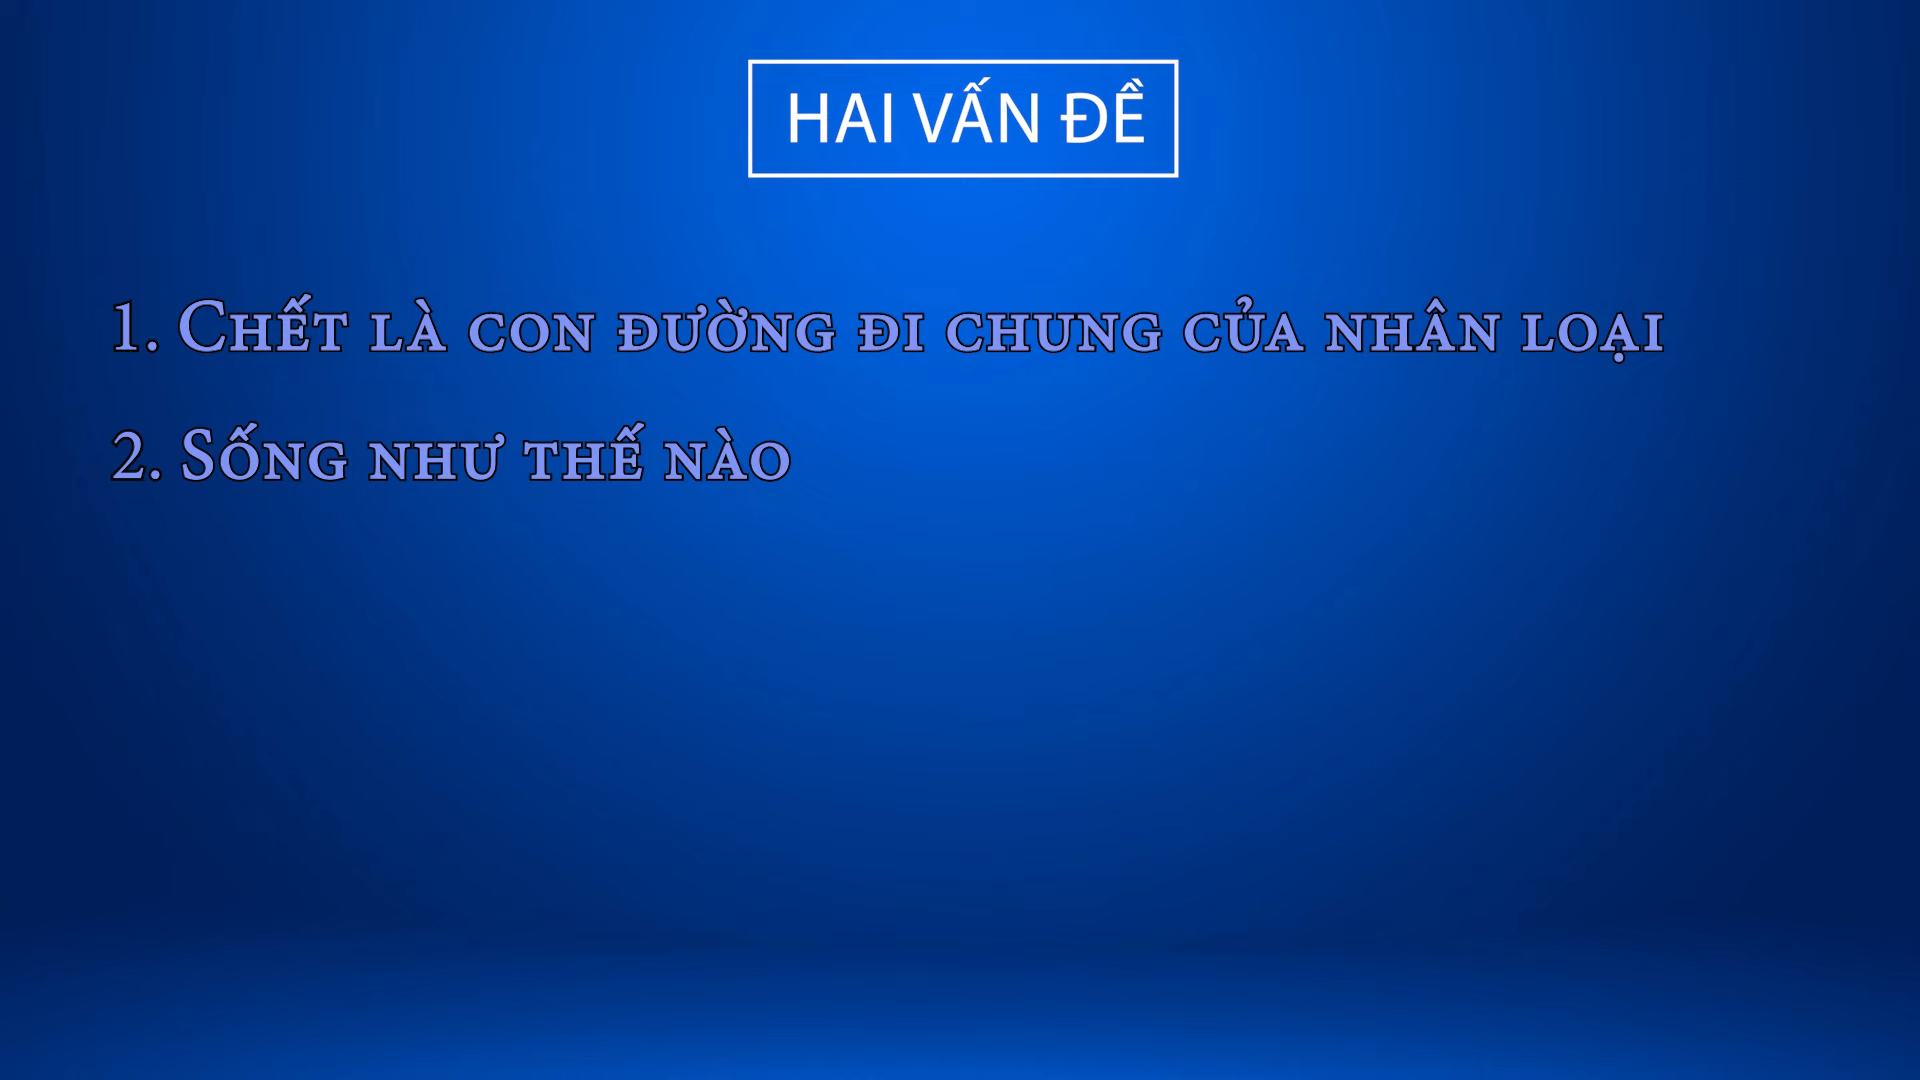 HAI VẤN ĐỀ
1. Chết là con đường đi chung của nhân loại
2. Sống như thế nào